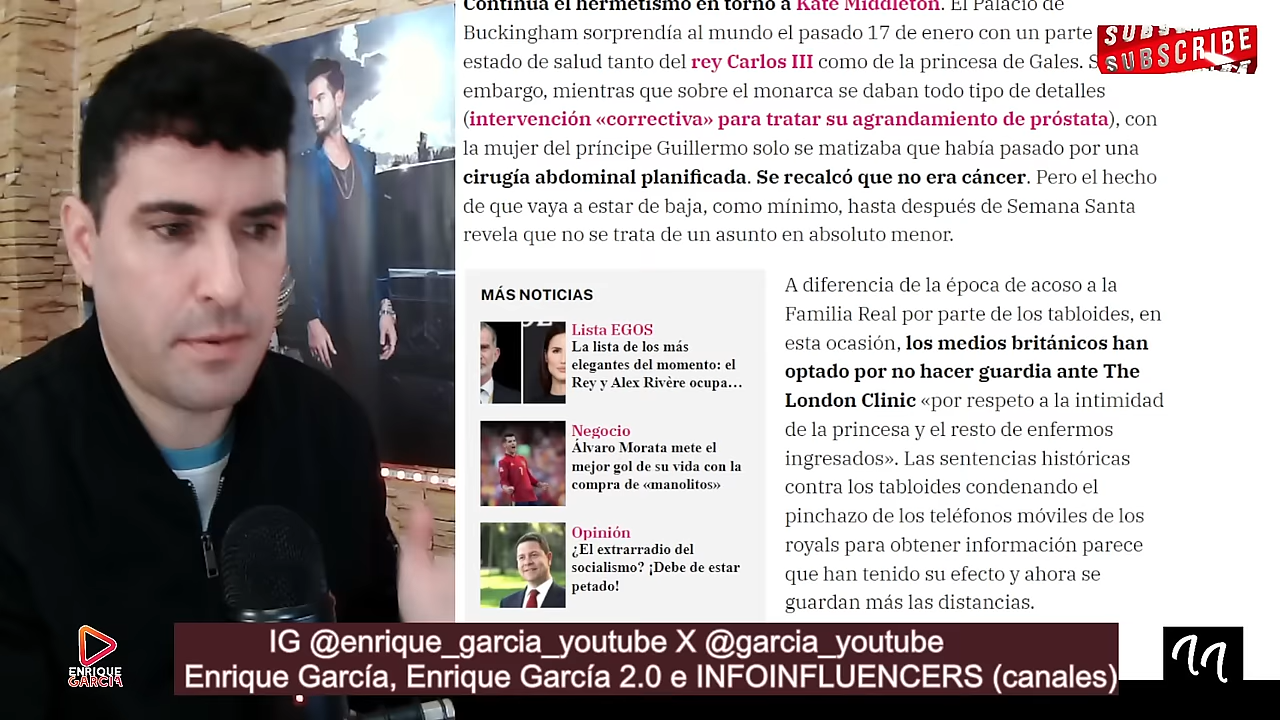 Continúa el hermetismo en torno a Kate Middleton. El Palacio de
Buckingham sorprendía al mundo el pasado 17 de enero con un parte
estado de salud tanto del rey Carlos III como de la princesa de Gales. S
embargo, mientras que sobre el monarca se daban todo tipo de detalles
(intervención «correctiva» para tratar su agrandamiento de próstata), con
la mujer del príncipe Guillermo solo se matizaba que había pasado por una
cirugía abdominal planificada. Se recalcó que no era cáncer. Pero el hecho
de que vaya a estar de baja, como mínimo, hasta después de Semana Santa
revela que no se trata de un asunto en absoluto menor.
SUBSCRIBE
MÁS NOTICIAS
Lista EGOS
La lista de los más
elegantes del momento: el
Rey y Alex Rivère ocupa…
Negocio
Álvaro Morata mete el
mejor gol de su vida con la
compra de «manolitos»
Opinión
¿El extrarradio del
socialismo? ¡Debe de estar
petado!
A diferencia de la época de acoso a la
Familia Real por parte de los tabloides, en
esta ocasión, los medios británicos han
optado por no hacer guardia ante The
London Clinic «por respeto a la intimidad
de la princesa y el resto de enfermos
ingresados». Las sentencias históricas
contra los tabloides condenando el
pinchazo de los teléfonos móviles de los
royals para obtener información parece
que han tenido su efecto y ahora se
guardan más las distancias.
IG @enrique_garcia_youtube X @garcia_youtube
Enrique García, Enrique García 2.0 e INFOINFLUENCERS (canales)
ENRIQUE
GARCÍA